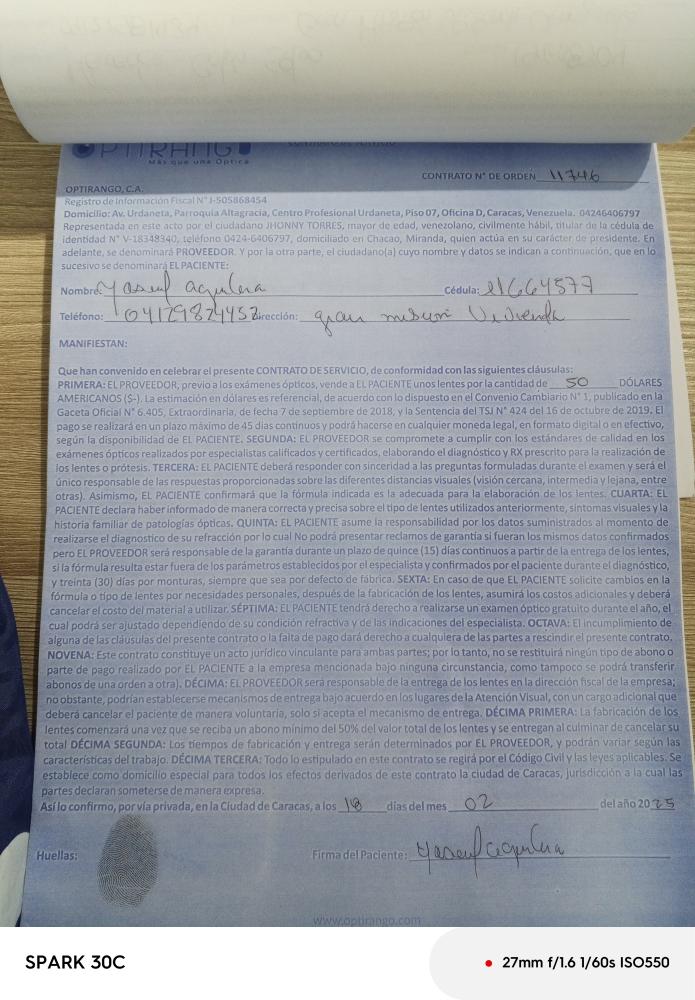 OPTIRANGO
Más que una Óptica
CONTRATO N° DE ORDEN 11746
OPTIRANGO, C.A.
Registro de Información Fiscal N° J-505868454
Domicilio: Av. Urdaneta, Parroquia Altagracia, Centro Profesional Urdaneta, Piso 07, Oficina D, Caracas, Venezuela. 04246406797
Representada en este acto por el ciudadano JHONNY TORRES, mayor de edad, venezolano, civilmente hábil, titular de la cédula de
identidad N° V-18348340, teléfono 0424-6406797, domiciliado en Chacao, Miranda, quien actúa en su carácter de presidente. En
adelante, se denominará PROVEEDOR. Y por la otra parte, el ciudadano(a) cuyo nombre y datos se indican a continuación, que en lo
sucesivo se denominará EL PACIENTE:
Nombre: Yaseuf aguilera Cédula: 11664577
Teléfono: 04129824452 Dirección: gran mision Vivienda
MANIFIESTAN:
Que han convenido en celebrar el presente CONTRATO DE SERVICIO, de conformidad con las siguientes cláusulas:
PRIMERA: EL PROVEEDOR, previo a los exámenes ópticos, vende a EL PACIENTE unos lentes por la cantidad de 50 DÓLARES
AMERICANOS ($-). La estimación en dólares es referencial, de acuerdo con lo dispuesto en el Convenio Cambiario N° 1, publicado en la
Gaceta Oficial N° 6.405, Extraordinaria, de fecha 7 de septiembre de 2018, y la Sentencia del TSJ N° 424 del 16 de octubre de 2019. El
pago se realizará en un plazo máximo de 45 días continuos y podrá hacerse en cualquier moneda legal, en formato digital o en efectivo,
según la disponibilidad de EL PACIENTE. SEGUNDA: EL PROVEEDOR se compromete a cumplir con los estándares de calidad en los
exámenes ópticos realizados por especialistas calificados y certificados, elaborando el diagnóstico y RX prescrito para la realización de
los lentes o prótesis. TERCERA: EL PACIENTE deberá responder con sinceridad a las preguntas formuladas durante el examen y será el
único responsable de las respuestas proporcionadas sobre las diferentes distancias visuales (visión cercana, intermedia y lejana, entre
otras). Asimismo, EL PACIENTE confirmará que la fórmula indicada es la adecuada para la elaboración de los lentes. CUARTA: EL
PACIENTE declara haber informado de manera correcta y precisa sobre el tipo de lentes utilizados anteriormente, síntomas visuales y la
historia familiar de patologías ópticas. QUINTA: EL PACIENTE asume la responsabilidad por los datos suministrados al momento de
realizarse el diagnostico de su refracción por lo cual No podrá presentar reclamos de garantía si fueran los mismos datos confirmados
pero EL PROVEEDOR será responsable de la garantía durante un plazo de quince (15) días continuos a partir de la entrega de los lentes,
si la fórmula resulta estar fuera de los parámetros establecidos por el especialista y confirmados por el paciente durante el diagnóstico,
y treinta (30) días por monturas, siempre que sea por defecto de fábrica. SEXTA: En caso de que EL PACIENTE solicite cambios en la
fórmula o tipo de lentes por necesidades personales, después de la fabricación de los lentes, asumirá los costos adicionales y deberá
cancelar el costo del material a utilizar. SÉPTIMA: EL PACIENTE tendrá derecho a realizarse un examen óptico gratuito durante el año, el
cual podrá ser ajustado dependiendo de su condición refractiva y de las indicaciones del especialista. OCTAVA: El incumplimiento de
alguna de las cláusulas del presente contrato o la falta de pago dará derecho a cualquiera de las partes a rescindir el presente contrato.
NOVENA: Este contrato constituye un acto jurídico vinculante para ambas partes; por lo tanto, no se restituirá ningún tipo de abono o
parte de pago realizado por EL PACIENTE a la empresa mencionada bajo ninguna circunstancia, como tampoco se podrá transferir
abonos de una orden a otra). DÉCIMA: EL PROVEEDOR será responsable de la entrega de los lentes en la dirección fiscal de la empresa;
no obstante, podrían establecerse mecanismos de entrega bajo acuerdo en los lugares de la Atención Visual, con un cargo adicional que
deberá cancelar el paciente de manera voluntaria, solo si acepta el mecanismo de entrega. DÉCIMA PRIMERA: La fabricación de los
lentes comenzará una vez que se reciba un abono mínimo del 50% del valor total de los lentes y se entregan al culminar de cancelar su
total DÉCIMA SEGUNDA: Los tiempos de fabricación y entrega serán determinados por EL PROVEEDOR, y podrán variar según las
características del trabajo. DÉCIMA TERCERA: Todo lo estipulado en este contrato se regirá por el Código Civil y las leyes aplicables. Se
establece como domicilio especial para todos los efectos derivados de este contrato la ciudad de Caracas, jurisdicción a la cual las
partes declaran someterse de manera expresa.
Así lo confirmo, por vía privada, en la Ciudad de Caracas, a los 18 días del mes 02 del año 2025
Huellas: Firma del Paciente: Yaseuf aguilera
www.optirango.com
SPARK 30C
27mm f/1.6 1/60s ISO550